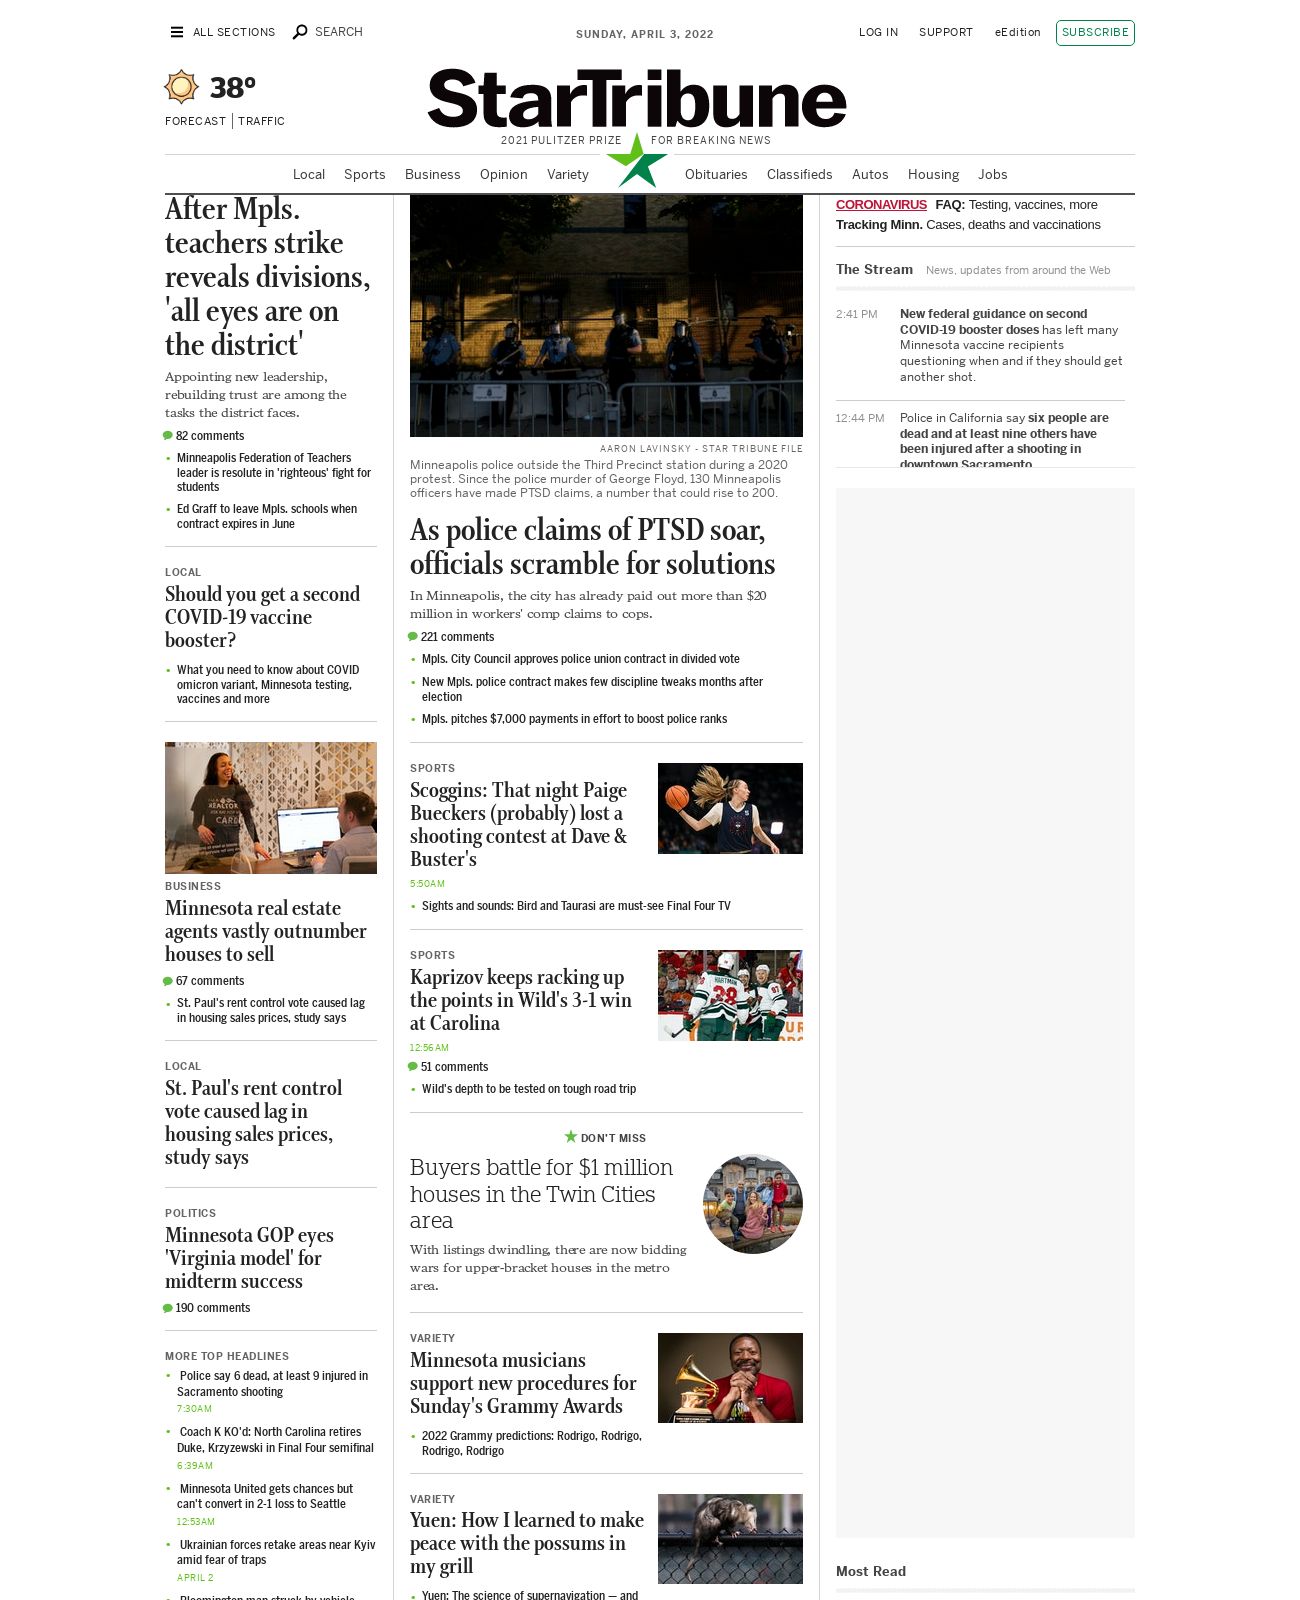 ALL SECTIONS
SEARCH
SUNDAY, APRIL 3, 2022
LOG IN
SUPPORT
eEdition
SUBSCRIBE
38º
FORECAST
TRAFFIC
StarTribune
2021 PULITZER PRIZE
FOR BREAKING NEWS
Local
Sports
Business
Opinion
Variety
Obituaries
Classifieds
Autos
Housing
Jobs
After Mpls.
teachers strike
reveals divisions,
'all eyes are on
the district'
Appointing new leadership,
rebuilding trust are among the
tasks the district faces.
82 comments
• Minneapolis Federation of Teachers
leader is resolute in 'righteous' fight for
students
• Ed Graff to leave Mpls. schools when
contract expires in June
LOCAL
Should you get a second
COVID-19 vaccine
booster?
• What you need to know about COVID
omicron variant, Minnesota testing,
vaccines and more
REALTOR
CARD
BUSINESS
Minnesota real estate
agents vastly outnumber
houses to sell
67 comments
• St. Paul's rent control vote caused lag
in housing sales prices, study says
LOCAL
St. Paul's rent control
vote caused lag in
housing sales prices,
study says
POLITICS
Minnesota GOP eyes
'Virginia model' for
midterm success
190 comments
MORE TOP HEADLINES
• Police say 6 dead, at least 9 injured in
Sacramento shooting
7:30AM
• Coach K KO'd: North Carolina retires
Duke, Krzyzewski in Final Four semifinal
6:39AM
• Minnesota United gets chances but
can't convert in 2-1 loss to Seattle
12:53AM
• Ukrainian forces retake areas near Kyiv
amid fear of traps
APRIL 2
• Bloomington man struck by vehicle
AARON LAVINSKY - STAR TRIBUNE FILE
Minneapolis police outside the Third Precinct station during a 2020
protest. Since the police murder of George Floyd, 130 Minneapolis
officers have made PTSD claims, a number that could rise to 200.
As police claims of PTSD soar,
officials scramble for solutions
In Minneapolis, the city has already paid out more than $20
million in workers' comp claims to cops.
221 comments
• Mpls. City Council approves police union contract in divided vote
• New Mpls. police contract makes few discipline tweaks months after
election
• Mpls. pitches $7,000 payments in effort to boost police ranks
SPORTS
Scoggins: That night Paige
Bueckers (probably) lost a
shooting contest at Dave &
Buster's
5:50AM
• Sights and sounds: Bird and Taurasi are must-see Final Four TV
SPORTS
Kaprizov keeps racking up
the points in Wild's 3-1 win
at Carolina
12:56AM
51 comments
• Wild's depth to be tested on tough road trip
HARTMAN
38
97
DON'T MISS
Buyers battle for $1 million
houses in the Twin Cities
area
With listings dwindling, there are now bidding
wars for upper-bracket houses in the metro
area.
VARIETY
Minnesota musicians
support new procedures for
Sunday's Grammy Awards
• 2022 Grammy predictions: Rodrigo, Rodrigo,
Rodrigo, Rodrigo
VARIETY
Yuen: How I learned to make
peace with the possums in
my grill
• Yuen: The science of supernavigation — and
CORONAVIRUS FAQ: Testing, vaccines, more
Tracking Minn. Cases, deaths and vaccinations
The Stream News, updates from around the Web
2:41 PM
New federal guidance on second
COVID-19 booster doses has left many
Minnesota vaccine recipients
questioning when and if they should get
another shot.
12:44 PM
Police in California say six people are
dead and at least nine others have
been injured after a shooting in
downtown Sacramento
Most Read